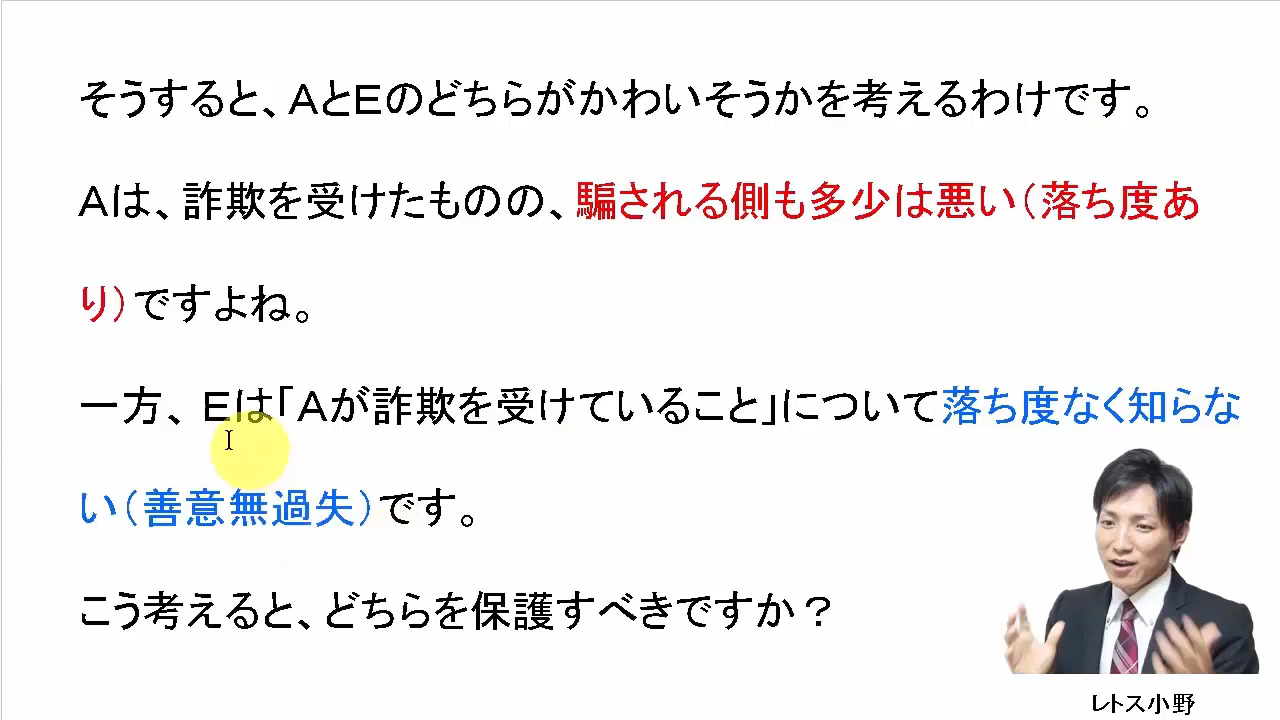 そうすると、AとEのどちらがかわいそうかを考えるわけです。
Aは、詐欺を受けたものの、騙される側も多少は悪い（落ち度あ
り）ですよね。
一方、Eは「Aが詐欺を受けていること」について落ち度なく知らな
い（善意無過失）です。
こう考えると、どちらを保護すべきですか？
レトス小野